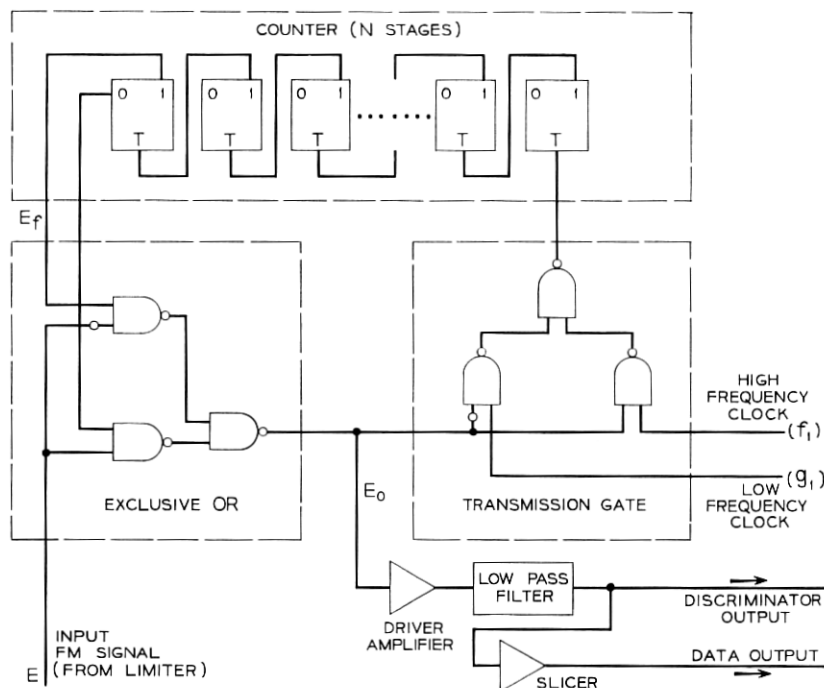 COUNTER (N STAGES)
0 1
T
0 1
T
0 1
T
0 1
T
0 1
T
Ef
EXCLUSIVE OR
TRANSMISSION GATE
HIGH
FREQUENCY
CLOCK
(f1)
(g1)
LOW
FREQUENCY
CLOCK
Eo
INPUT
FM SIGNAL
(FROM LIMITER)
E
DRIVER
AMPLIFIER
LOW PASS
FILTER
DISCRIMINATOR
OUTPUT
DATA OUTPUT
SLICER